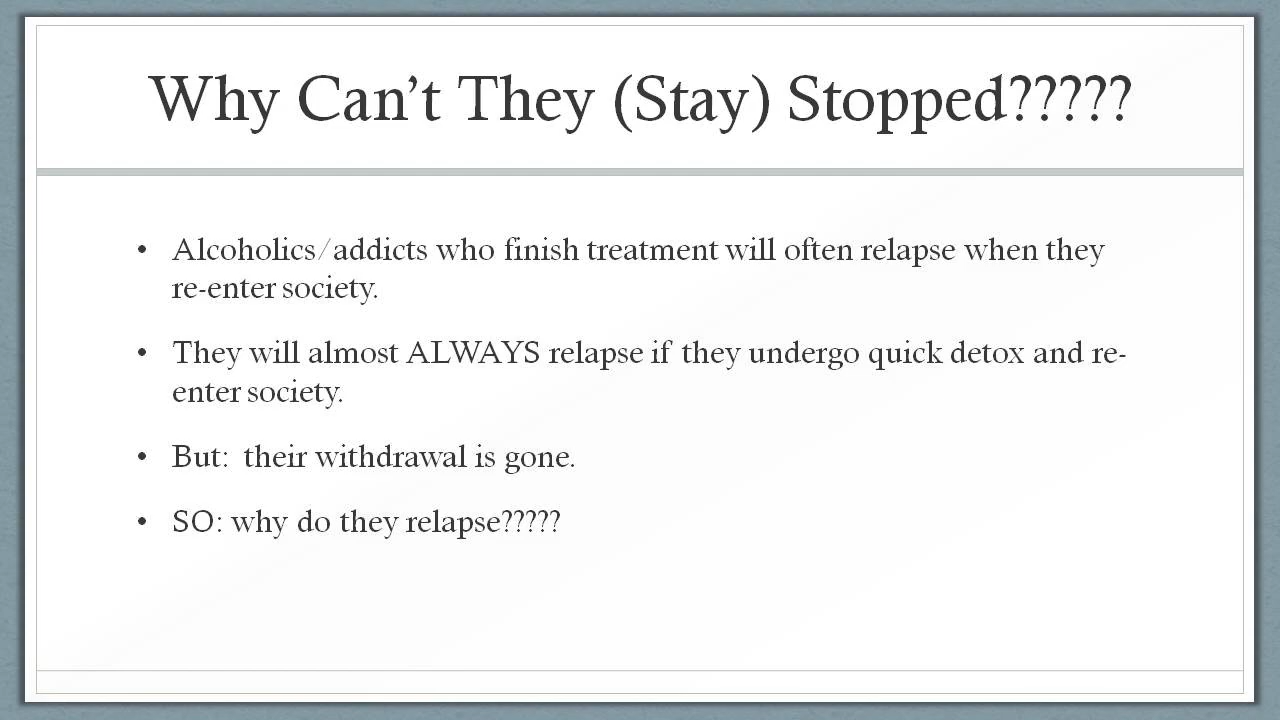 Why Can’t They (Stay) Stopped?????
• Alcoholics/addicts who finish treatment will often relapse when they
re-enter society.
• They will almost ALWAYS relapse if they undergo quick detox and re-
enter society.
• But:  their withdrawal is gone.
• SO: why do they relapse?????